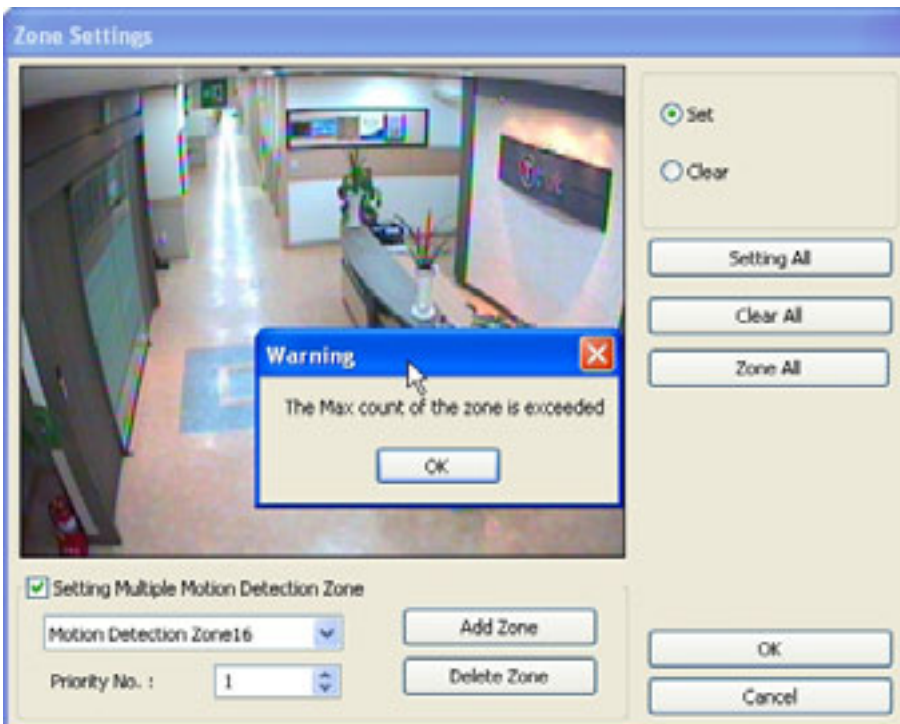 Zone Settings
Set
Clear
Setting All
Clear All
Zone All
Warning
The Max count of the zone is exceeded
OK
Setting Multiple Motion Detection Zone
Motion Detection Zone16
Add Zone
Priority No. :
1
Delete Zone
OK
Cancel